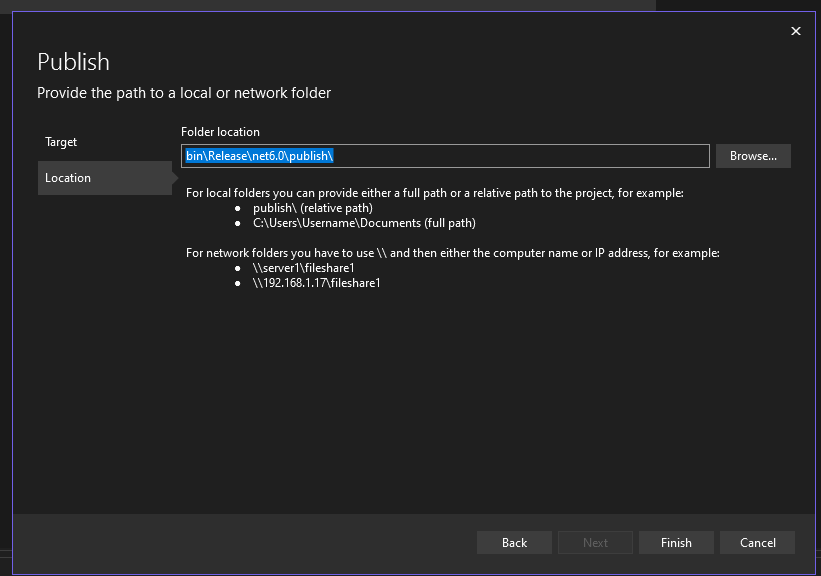 Publish
Provide the path to a local or network folder
Target
Location
Folder location
bin\Release\net6.0\publish\
Browse...
For local folders you can provide either a full path or a relative path to the project, for example:
● publish\ (relative path)
● C:\Users\Username\Documents (full path)
For network folders you have to use \\ and then either the computer name or IP address, for example:
● \\server1\fileshare1
● \\192.168.1.17\fileshare1
Back
Next
Finish
Cancel